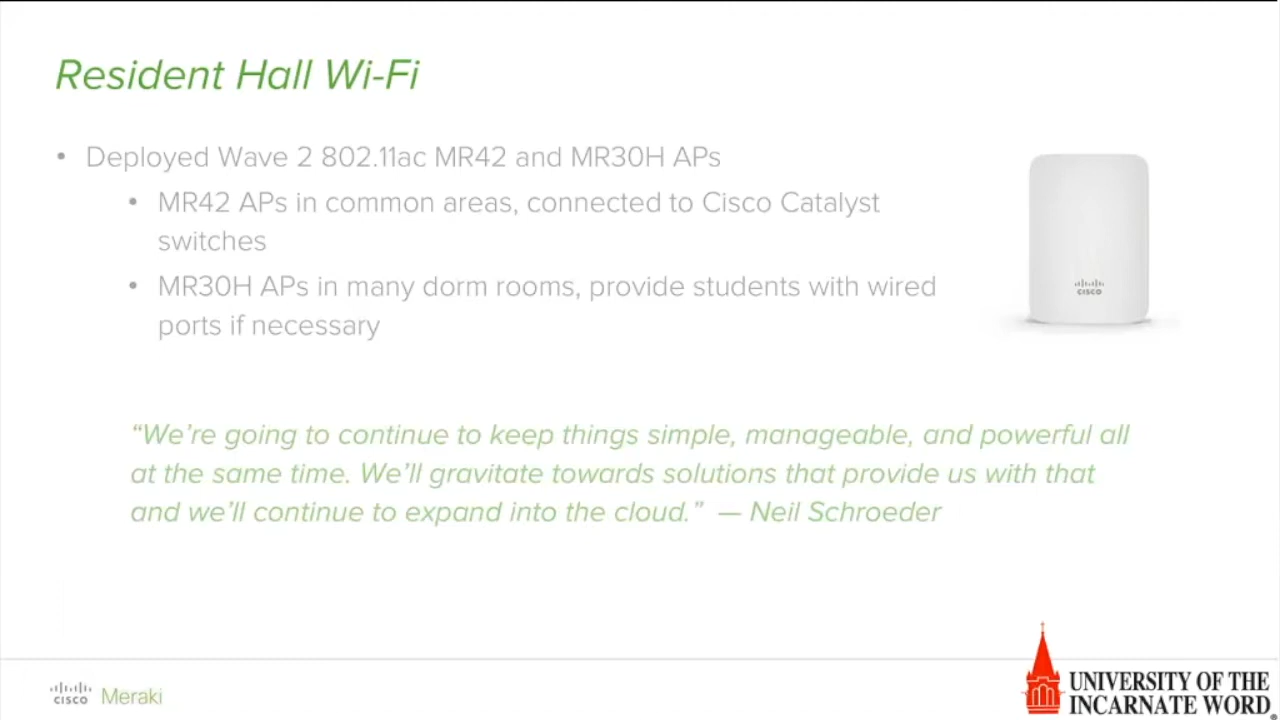 Resident Hall Wi-Fi
• Deployed Wave 2 802.11ac MR42 and MR30H APs
• MR42 APs in common areas, connected to Cisco Catalyst
switches
• MR30H APs in many dorm rooms, provide students with wired
ports if necessary
CISCO
“We’re going to continue to keep things simple, manageable, and powerful all
at the same time. We’ll gravitate towards solutions that provide us with that
and we’ll continue to expand into the cloud.” — Neil Schroeder
CISCO Meraki
UNIVERSITY OF THE
INCARNATE WORD